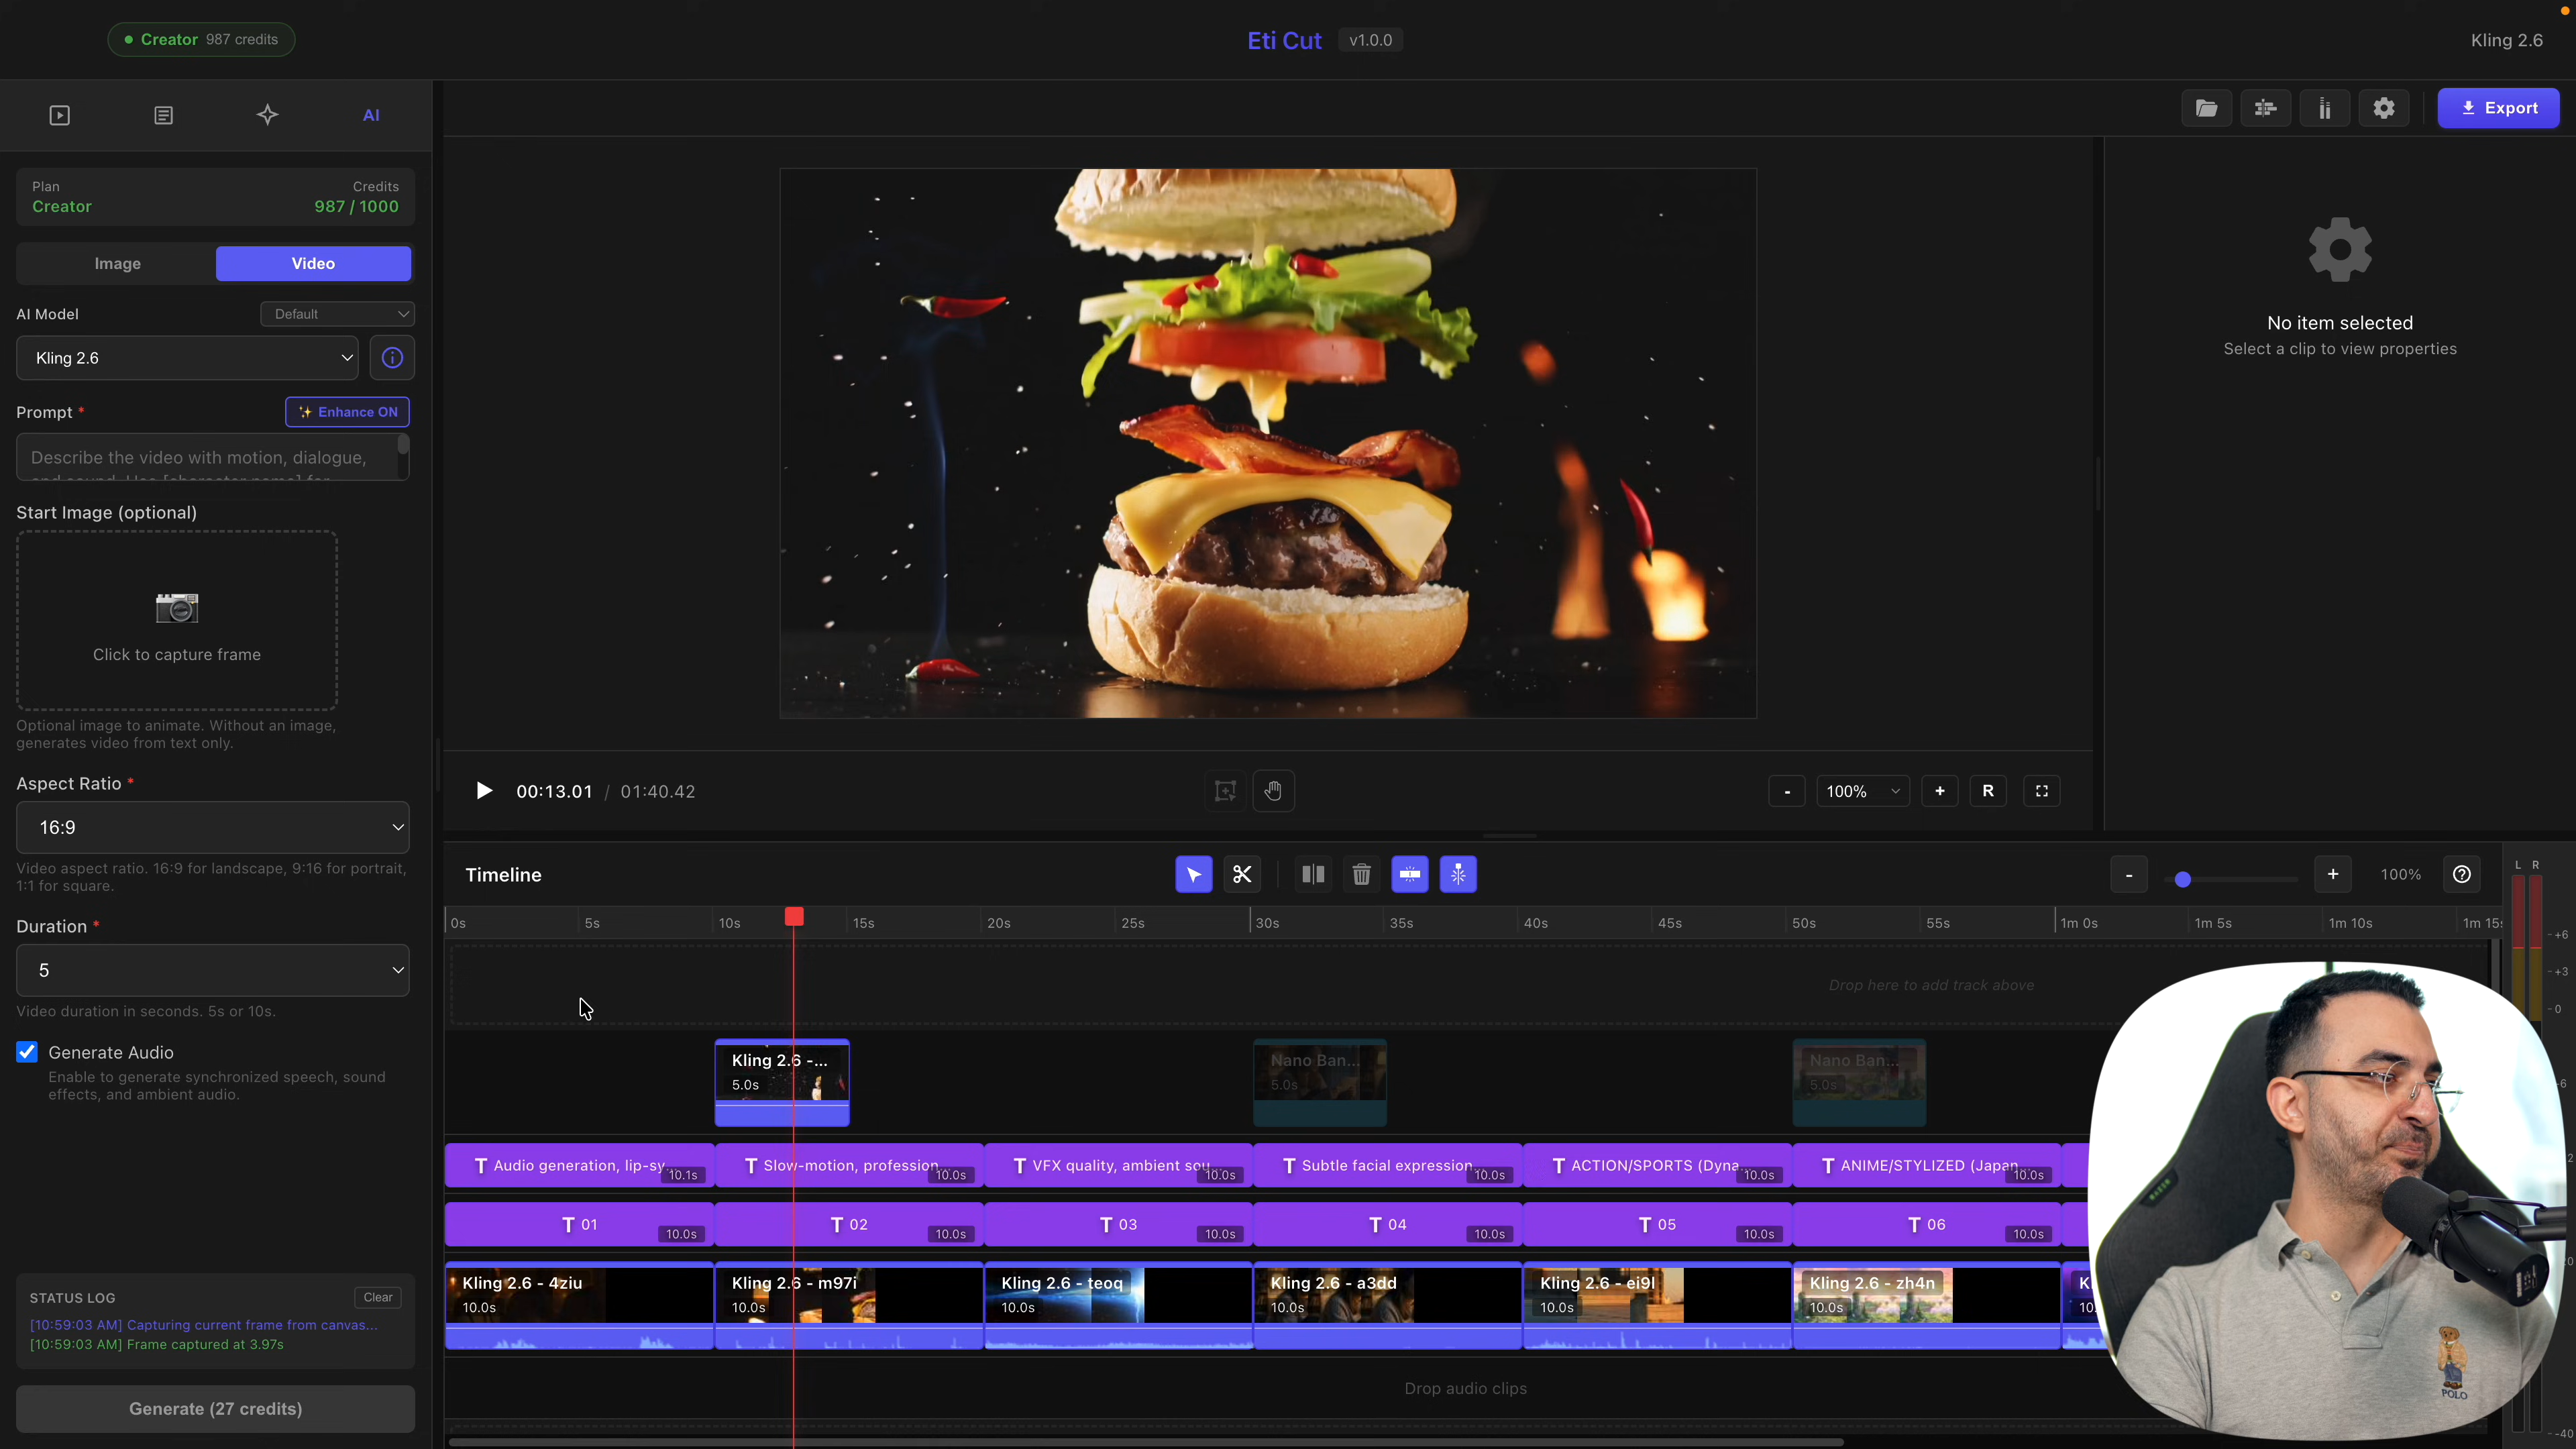 Creator 987 credits
Eti Cut v1.0.0
Kling 2.6
AI
Export
Plan
Credits
Creator
987 / 1000
Image
Video
AI Model
Default
Kling 2.6
Prompt *
✨ Enhance ON
Describe the video with motion, dialogue,
and sound. Use [character name] for
Start Image (optional)
Click to capture frame
Optional image to animate. Without an image,
generates video from text only.
Aspect Ratio *
16:9
Video aspect ratio. 16:9 for landscape, 9:16 for portrait,
1:1 for square.
Duration *
5
Video duration in seconds. 5s or 10s.
Generate Audio
Enable to generate synchronized speech, sound
effects, and ambient audio.
STATUS LOG
Clear
[10:59:03 AM] Capturing current frame from canvas...
[10:59:03 AM] Frame captured at 3.97s
Generate (27 credits)
No item selected
Select a clip to view properties
00:13.01 / 01:40.42
- 100% + R
Timeline
- + 100%
L R
0s 5s 10s 15s 20s 25s 30s 35s 40s 45s 50s 55s 1m 0s 1m 5s 1m 10s 1m 15s
+6
+3
0
-40
Drop here to add track above
Kling 2.6 -...
5.0s
Nano Ban...
5.0s
Nano Ban...
5.0s
T Audio generation, lip-sy... 10.1s
T Slow-motion, profession... 10.0s
T VFX quality, ambient sou... 10.0s
T Subtle facial expression... 10.0s
T ACTION/SPORTS (Dyna... 10.0s
T ANIME/STYLIZED (Japan... 10.0s
T 01 10.0s
T 02 10.0s
T 03 10.0s
T 04 10.0s
T 05 10.0s
T 06 10.0s
Kling 2.6 - 4ziu
10.0s
Kling 2.6 - m97i
10.0s
Kling 2.6 - teoq
10.0s
Kling 2.6 - a3dd
10.0s
Kling 2.6 - ei9l
10.0s
Kling 2.6 - zh4n
10.0s
Drop audio clips
POLO